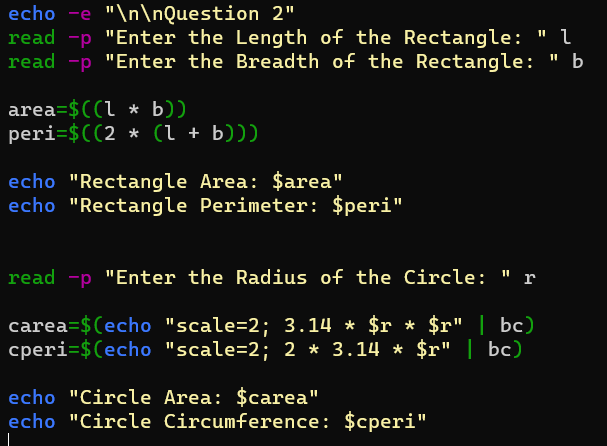 echo -e "\n\nQuestion 2"
read -p "Enter the Length of the Rectangle: " l
read -p "Enter the Breadth of the Rectangle: " b
area=$((l * b))
peri=$((2 * (l + b)))
echo "Rectangle Area: $area"
echo "Rectangle Perimeter: $peri"
read -p "Enter the Radius of the Circle: " r
carea=$(echo "scale=2; 3.14 * $r * $r" | bc)
cperi=$(echo "scale=2; 2 * 3.14 * $r" | bc)
echo "Circle Area: $carea"
echo "Circle Circumference: $cperi"